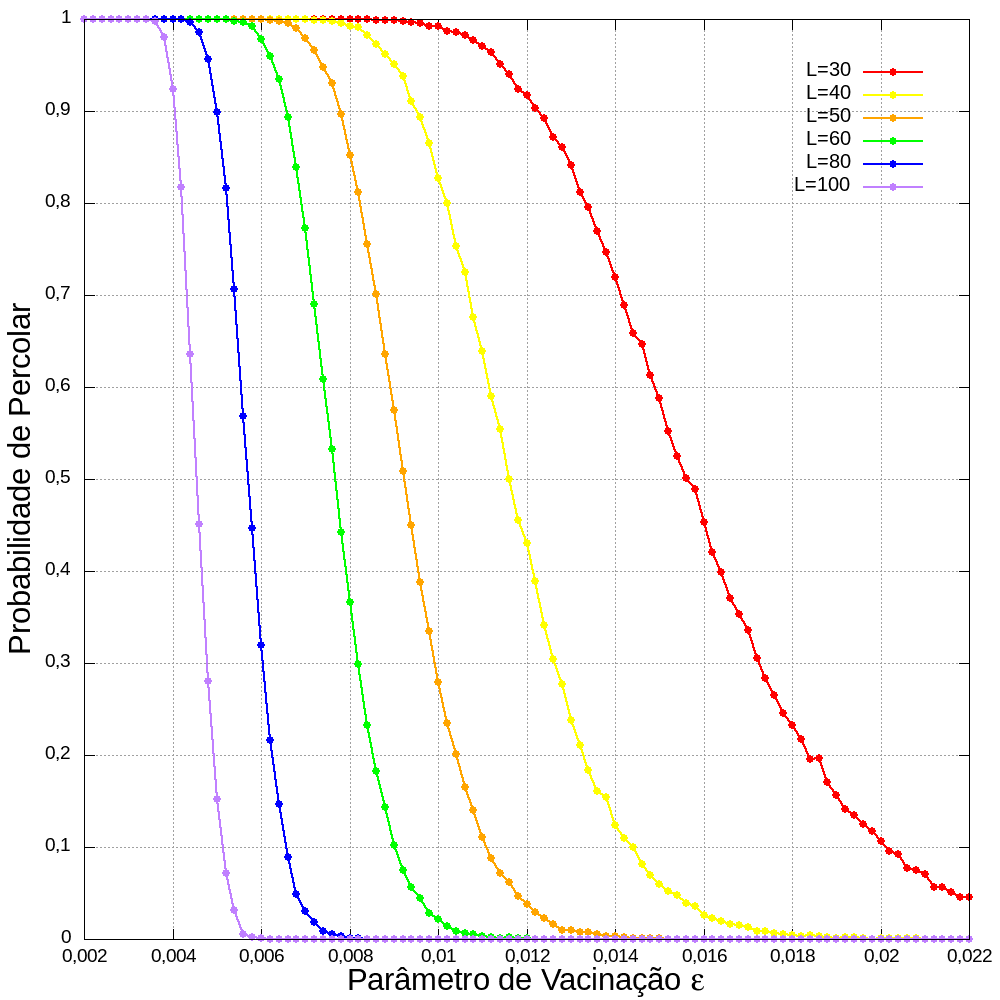 1
0,9
0,8
0,7
0,6
0,5
0,4
0,3
0,2
0,1
0
L=30
L=40
L=50
L=60
L=80
L=100
Probabilidade de Percolar
0,002 0,004 0,006 0,008 0,01 0,012 0,014 0,016 0,018 0,02 0,022
Parâmetro de Vacinação ε